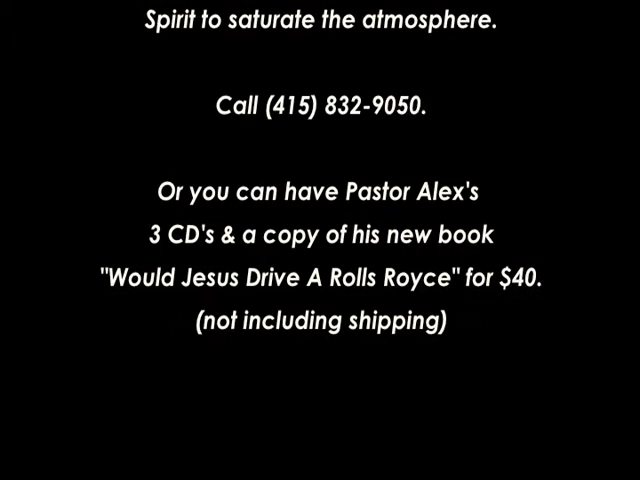 Spirit to saturate the atmosphere.
Call (415) 832-9050.
Or you can have Pastor Alex's
3 CD's & a copy of his new book
"Would Jesus Drive A Rolls Royce" for $40.
(not including shipping)